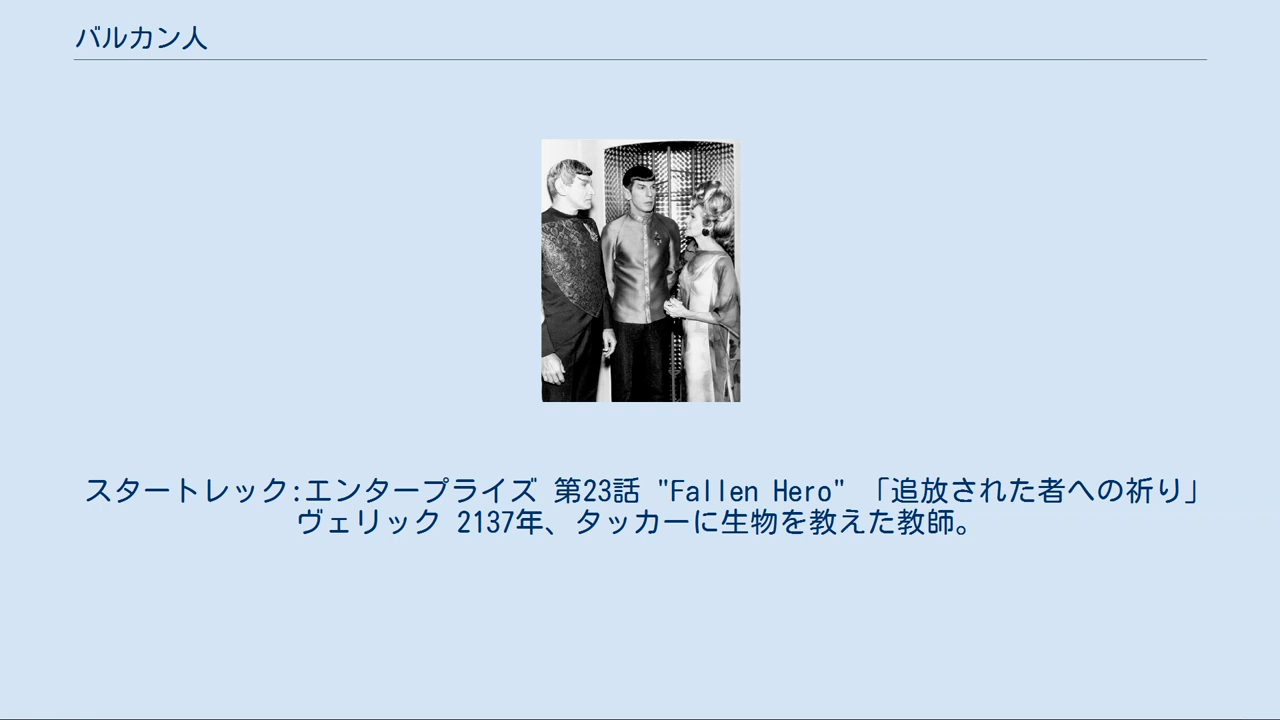 バルカン人
スタートレック:エンタープライズ 第23話 "Fallen Hero" 「追放された者への祈り」
ヴェリック 2137年、タッカーに生物を教えた教師。